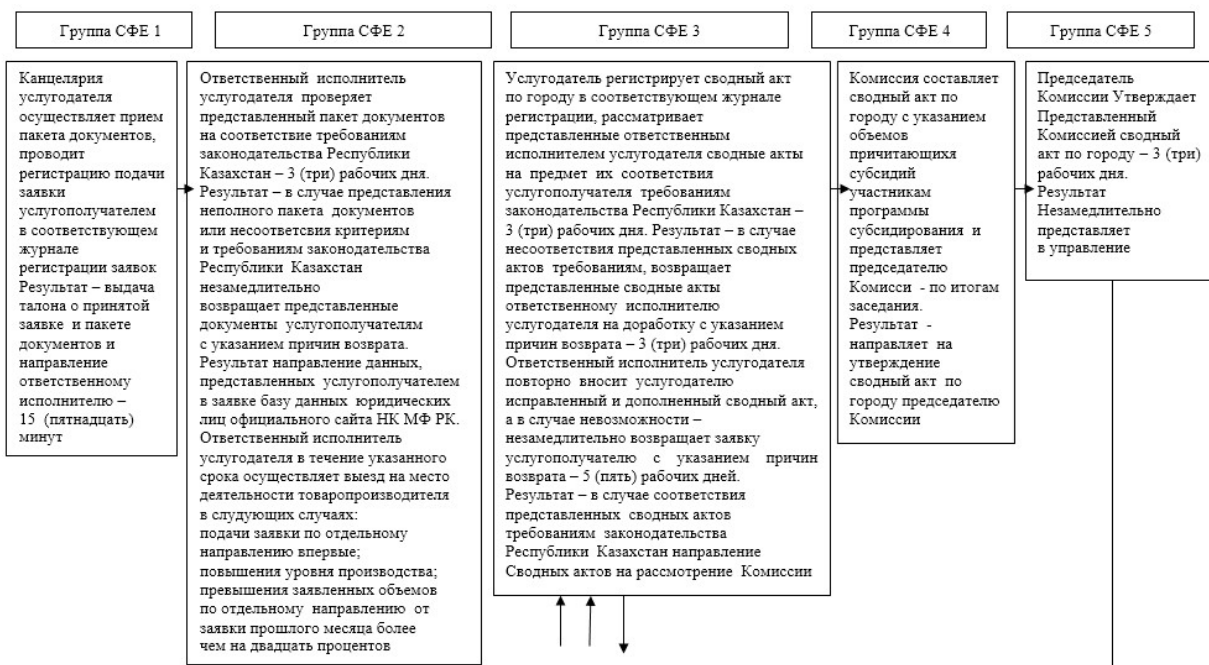 Группа СФЕ 1
Группа СФЕ 2
Группа СФЕ 3
Группа СФЕ 4
Группа СФЕ 5
Канцелярия
услугодателя
осуществляет прием
пакета документов,
проводит
регистрацию подачи
заявки
услугополучателем
в соответствующем
журнале
регистрации заявок
Результат – выдача
талона о принятой
заявке и пакете
документов и
направление
ответственному
исполнителю –
15 (пятнадцать)
минут
Ответственный исполнитель
услугодателя проверяет
представленный пакет документов
на соответствие требованиям
законодательства Республики
Казахстан – 3 (три) рабочих дня.
Результат – в случае представления
неполного пакета документов
или несоответсвия критериям
и требованиям законодательства
Республики Казахстан
незамедлительно
возвращает представленные
документы услугополучателям
с указанием причин возврата.
Результат направление данных,
представленных услугополучателем
в заявке базу данных юридических
лиц официального сайта НК МФ РК.
Ответственный исполнитель
услугодателя в течение указанного
срока осуществляет выезд на место
деятельности товаропроизводителя
в слудующих случаях:
подачи заявки по отдельному
направлению впервые;
повышения уровня производства;
превышения заявленных объемов
по отдельному направлению от
заявки прошлого месяца более
чем на двадцать процентов
Услугодатель регистрирует сводный акт
по городу в соответствующем журнале
регистрации, рассматривает
представленные ответственным
исполнителем услугодателя сводные акты
на предмет их соответствия
услугополучателя требованиям
законодательства Республики Казахстан –
3 (три) рабочих дня. Результат – в случае
несоответствия представленных сводных
актов требованиям, возвращает
представленные сводные акты
ответственному исполнителю
услугодателя на доработку с указанием
причин возврата – 3 (три) рабочих дня.
Ответственный исполнитель услугодателя
повторно вносит услугодателю
исправленный и дополненный сводный акт,
а в случае невозможности –
незамедлительно возвращает заявку
услугополучателю с указанием причин
возврата – 5 (пять) рабочих дней.
Результат – в случае соответствия
представленных сводных актов
требованиям законодательства
Республики Казахстан направление
Сводных актов на рассмотрение Комиссии
Комиссия составляет
сводный акт по
городу с указанием
объемов
причитающихся
субсидий
участникам
программы
субсидирования и
представляет
председателю
Комисси - по итогам
заседания.
Результат -
направляет на
утверждение
сводный акт по
городу председателю
Комиссии
Председатель
Комиссии Утверждает
Представленный
Комиссией сводный
акт по городу – 3 (три)
рабочих дня.
Результат
Незамедлительно
представляет
в управление